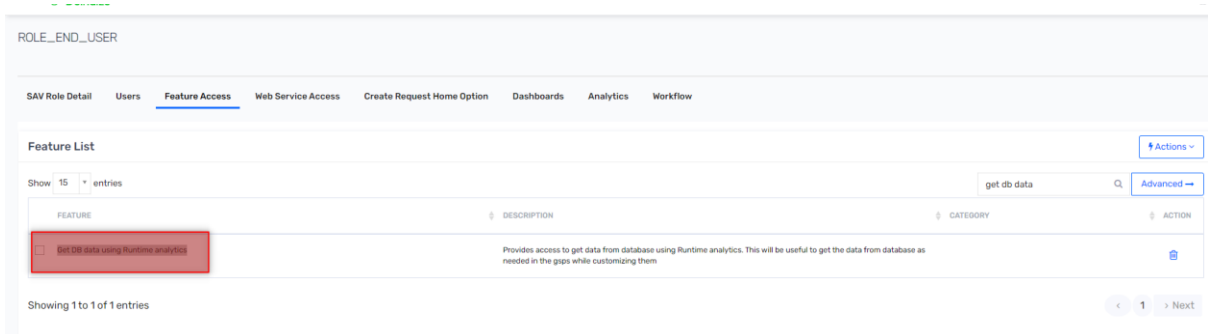 ROLE_END_USER
SAV Role Detail Users Feature Access Web Service Access Create Request Home Option Dashboards Analytics Workflow
Feature List
Actions
Show 15 entries
get db data
Advanced
FEATURE DESCRIPTION CATEGORY ACTION
Get DB data using Runtime analytics
Provides access to get data from database using Runtime analytics. This will be useful to get the data from database as
needed in the gsps while customizing them
Showing 1 to 1 of 1 entries
1 > Next